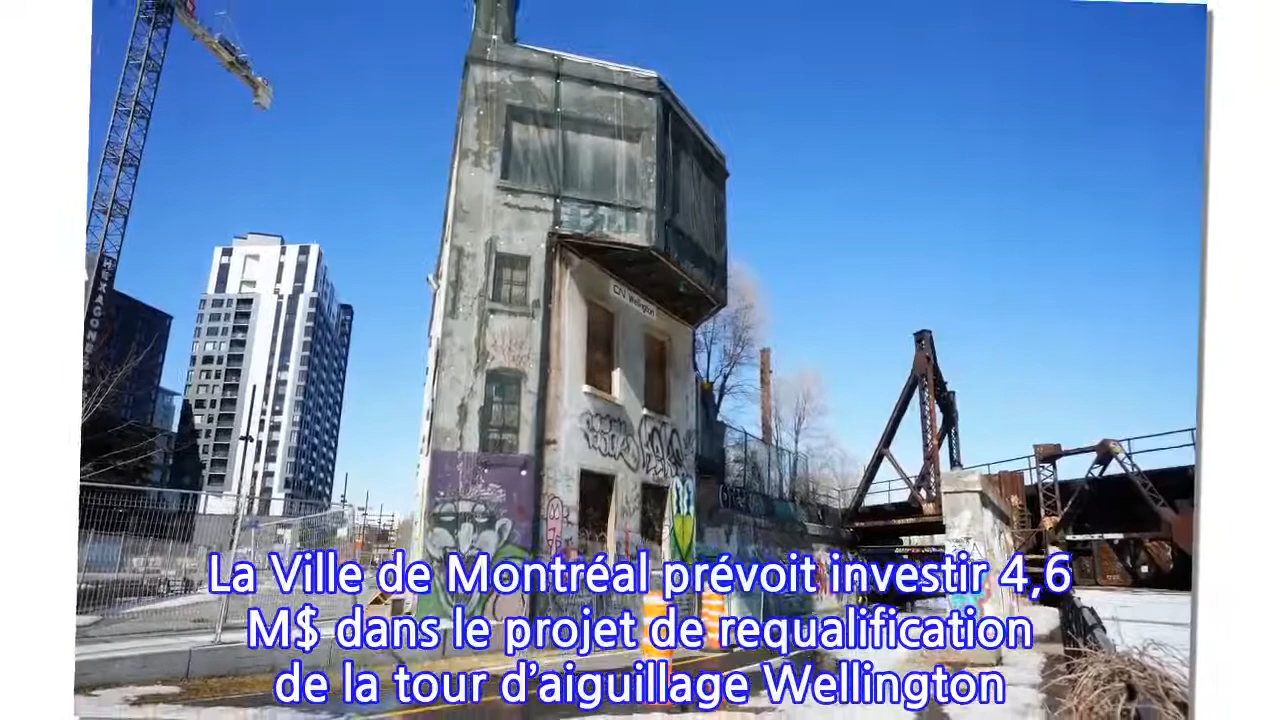 HEXAGONE
CN Wellington
La Ville de Montréal prévoit investir 4,6
M$ dans le projet de requalification
de la tour d’aiguillage Wellington